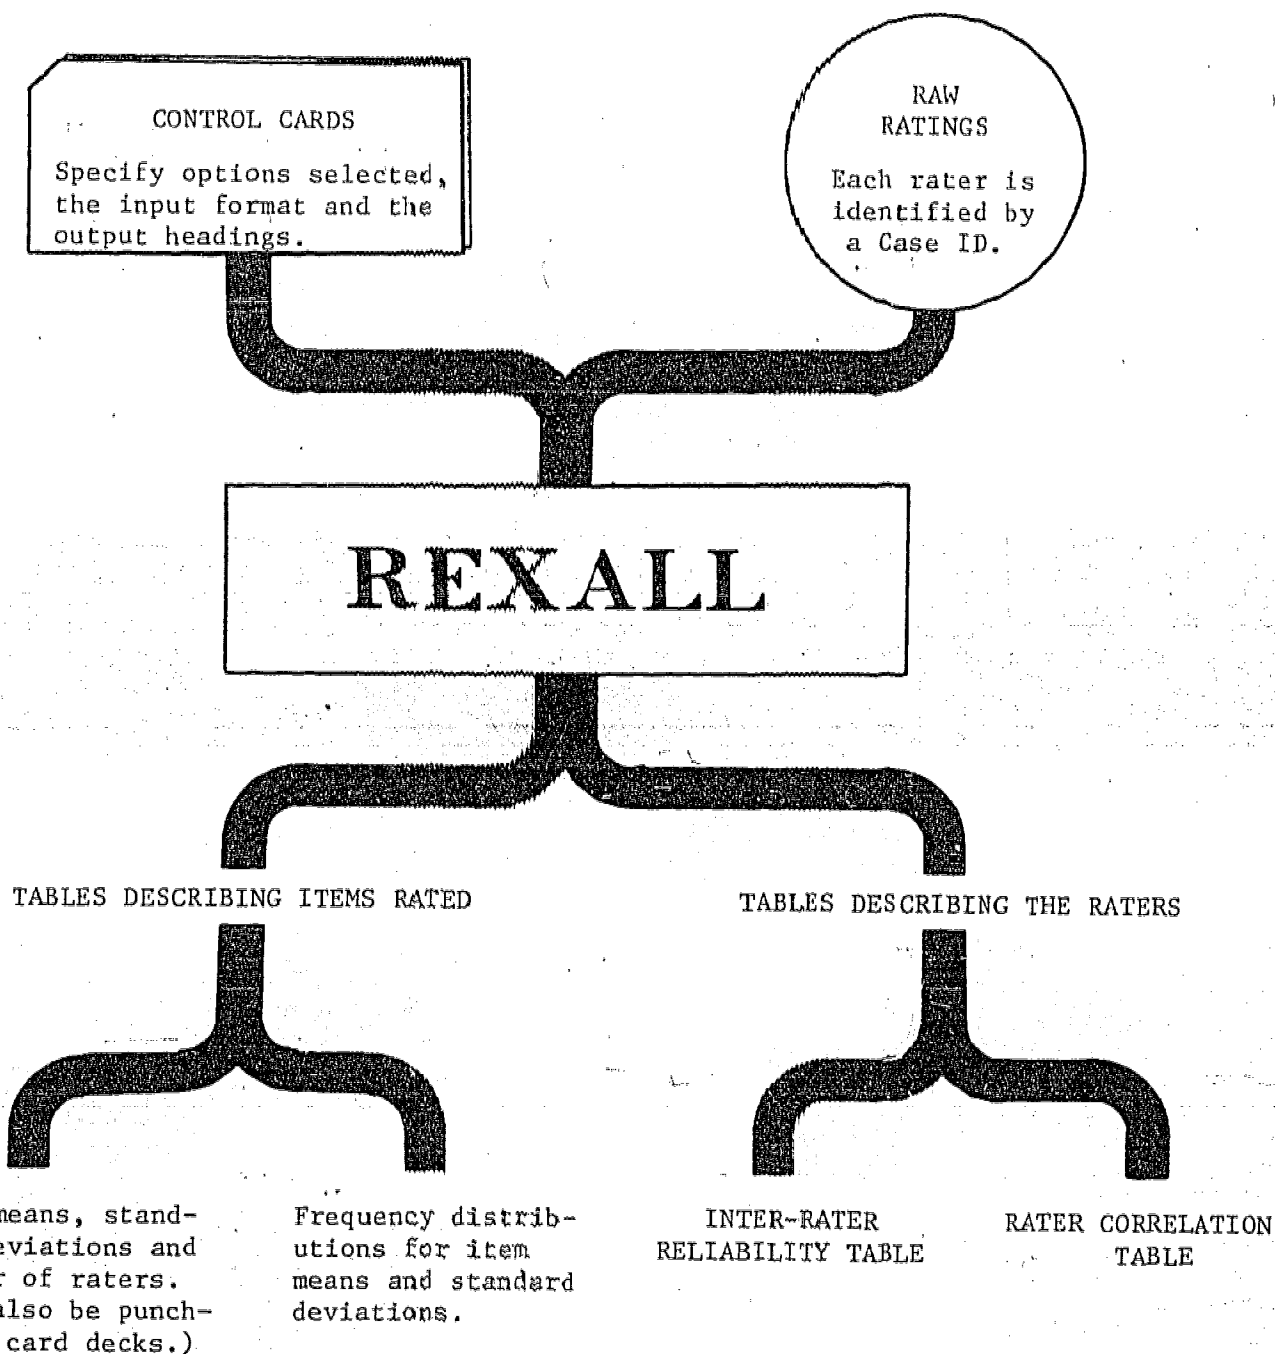 CONTROL CARDS
Specify options selected,
the input format and the
output headings.
RAW
RATINGS
Each rater is
identified by
a Case ID.
REXALL
TABLES DESCRIBING ITEMS RATED
TABLES DESCRIBING THE RATERS
means, stand-
eviations and
r of raters.
also be punch-
card decks.)
Frequency distrib-
utions for item
means and standard
deviations.
INTER-RATER
RELIABILITY TABLE
RATER CORRELATION
TABLE